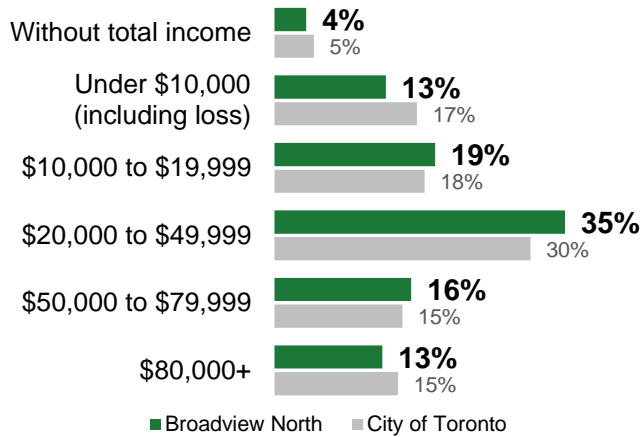 Without total income
4%
5%
Under $10,000
(including loss)
13%
17%
$10,000 to $19,999
19%
18%
$20,000 to $49,999
35%
30%
$50,000 to $79,999
16%
15%
$80,000+
13%
15%
Broadview North
City of Toronto